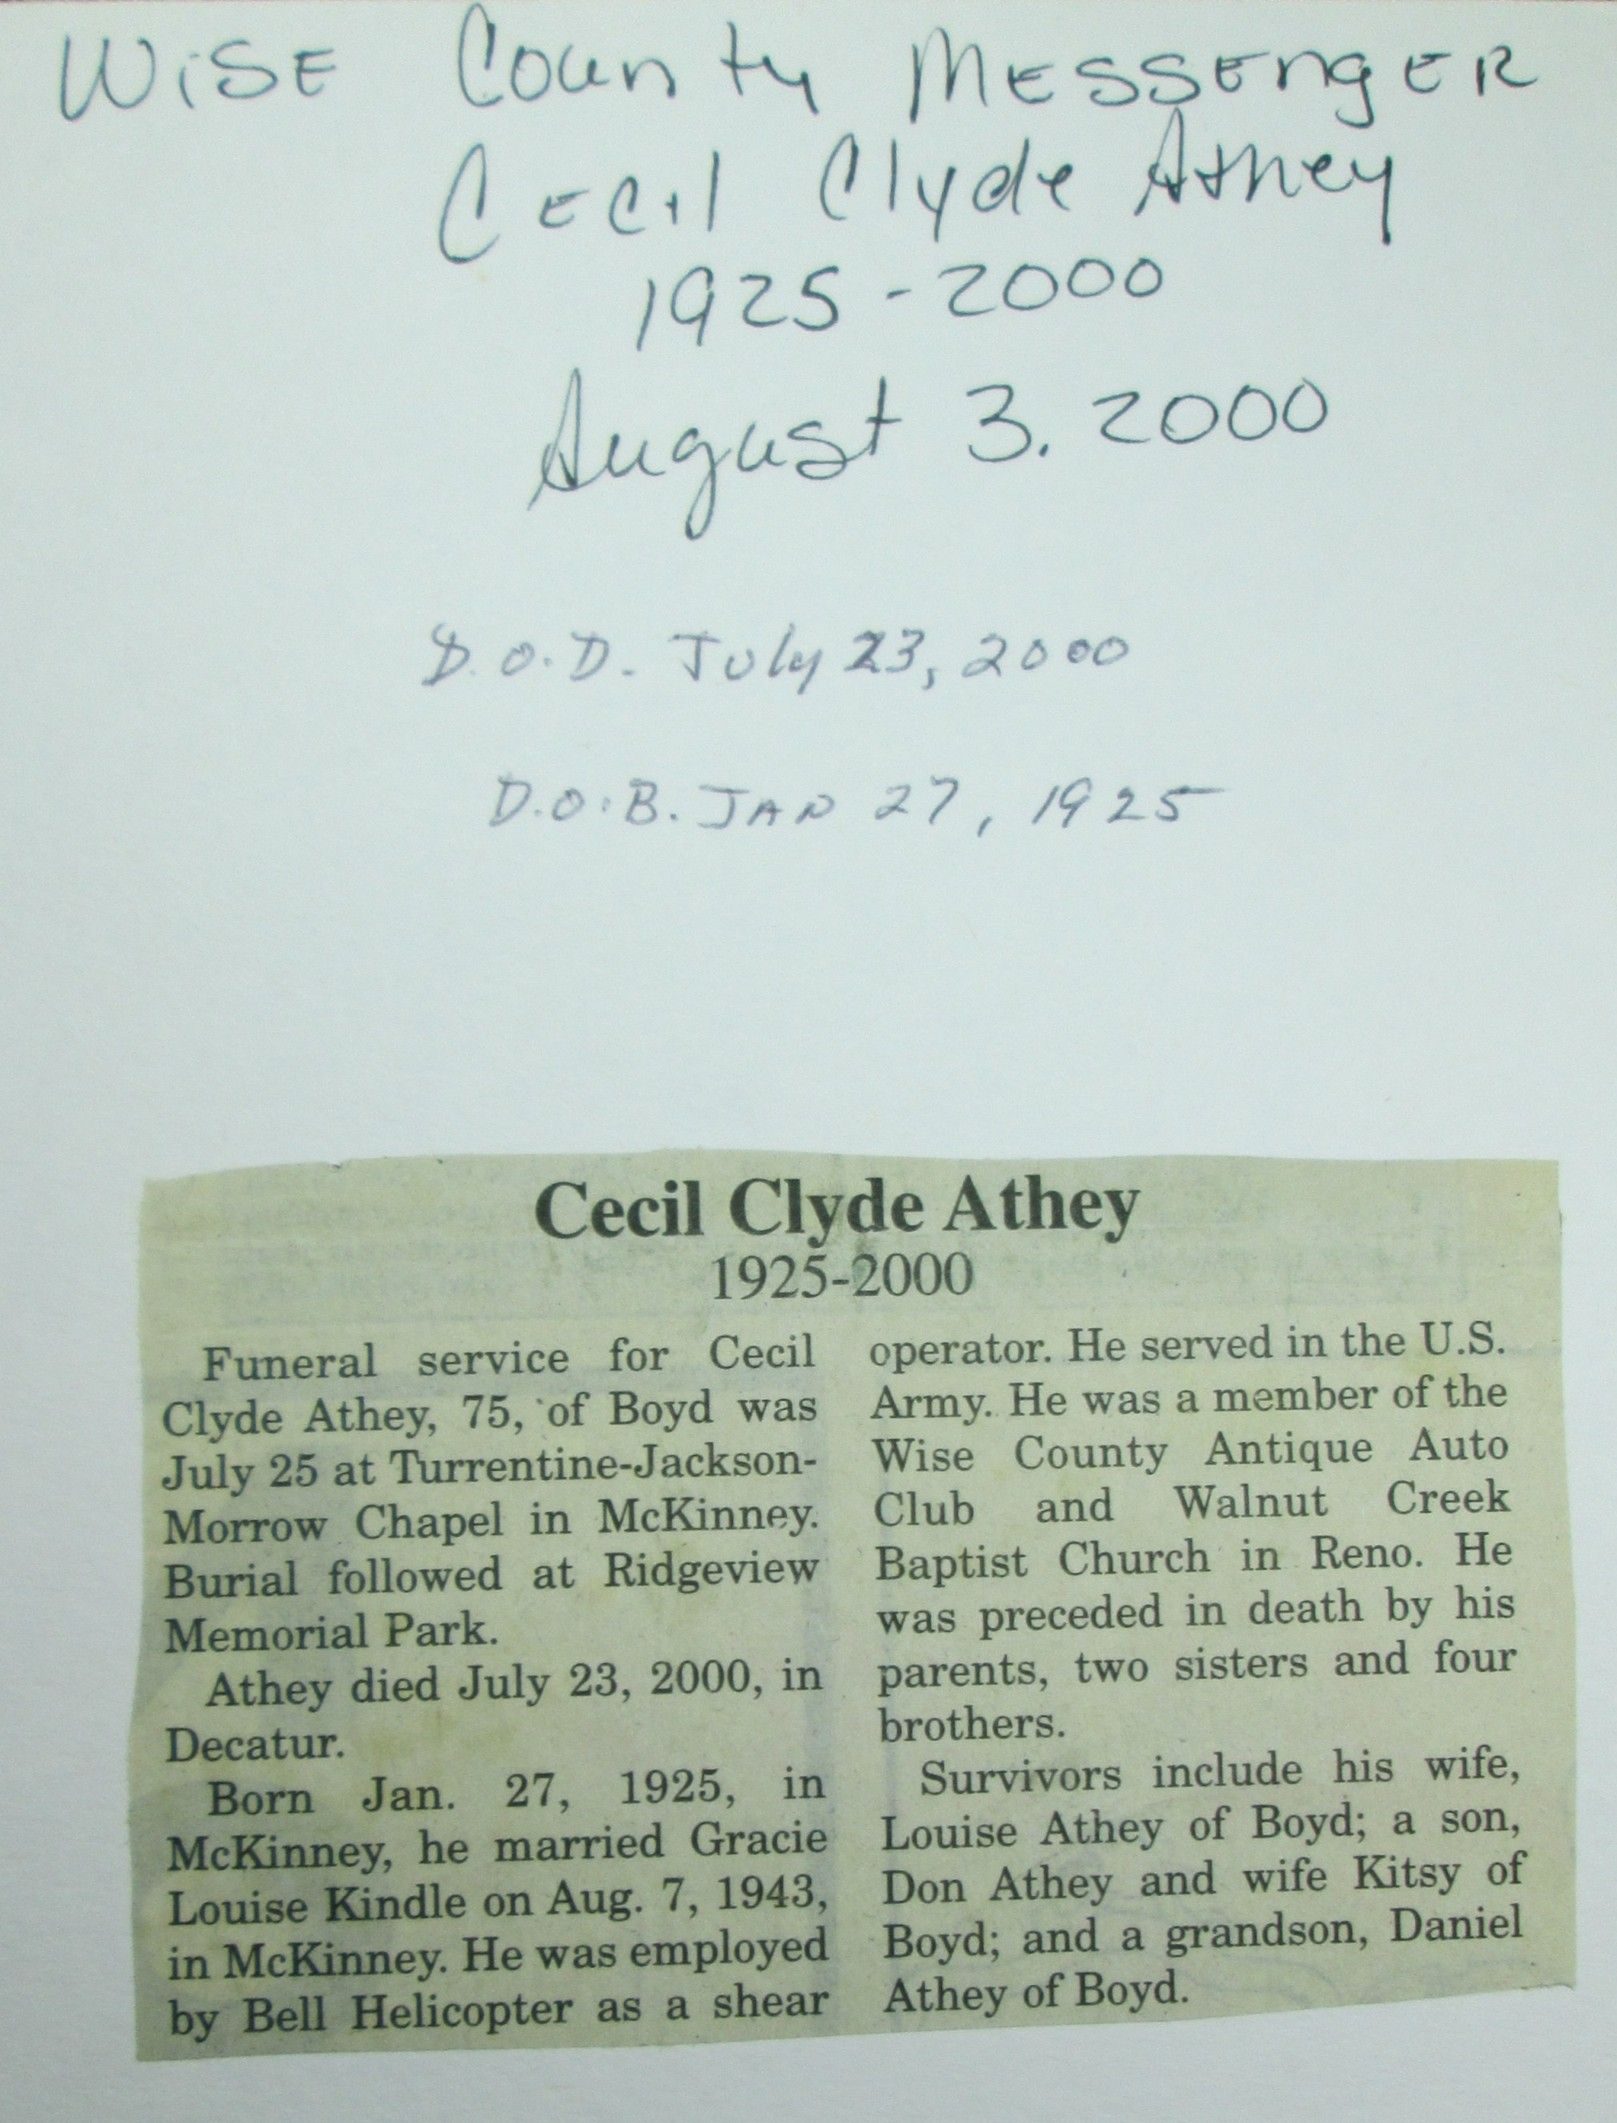 WiSE County MESSENgER
CECil Clyde Athey
1925-2000
August 3. 2000
D.O.D. July 23, 2000
D.O.B. JAN 27, 1925
Cecil Clyde Athey
1925-2000
Funeral service for Cecil
Clyde Athey, 75, of Boyd was
July 25 at Turrentine-Jackson-
Morrow Chapel in McKinney.
Burial followed at Ridgeview
Memorial Park.
Athey died July 23, 2000, in
Decatur.
Born Jan. 27, 1925, in
McKinney, he married Gracie
Louise Kindle on Aug. 7, 1943,
in McKinney. He was employed
by Bell Helicopter as a shear
operator. He served in the U.S.
Army. He was a member of the
Wise County Antique Auto
Club and Walnut Creek
Baptist Church in Reno. He
was preceded in death by his
parents, two sisters and four
brothers.
Survivors include his wife,
Louise Athey of Boyd; a son,
Don Athey and wife Kitsy of
Boyd; and a grandson, Daniel
Athey of Boyd.